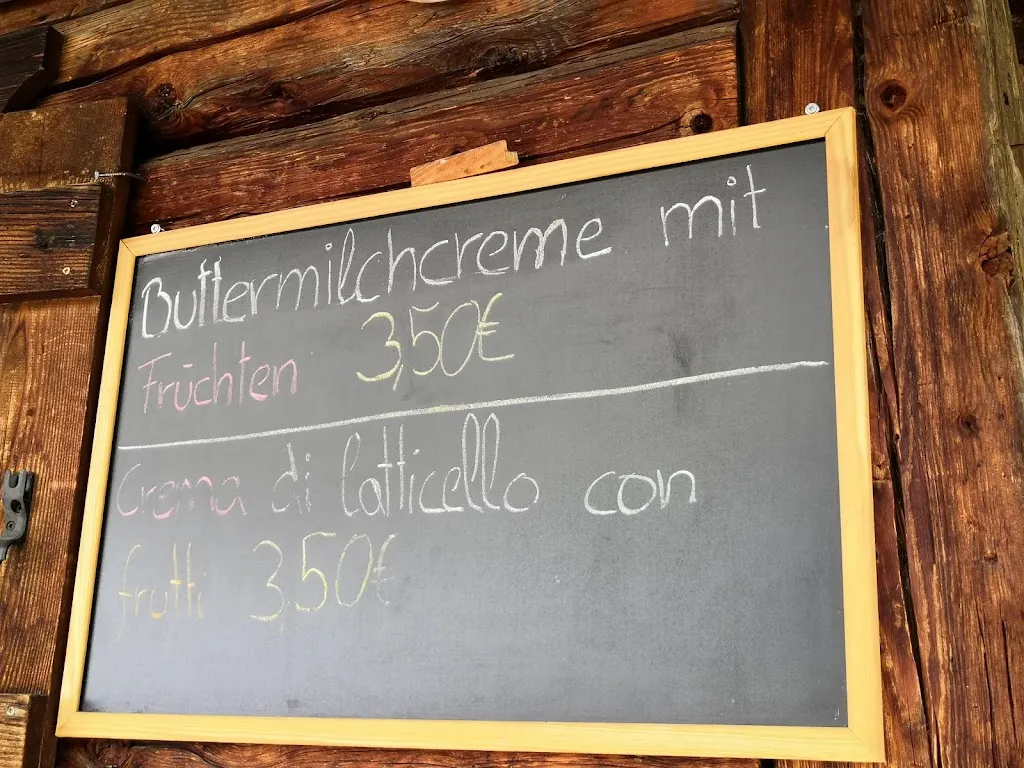 Buttermilchcreme mit
Früchten 3,50€
Crema di latticello con
frutti 3,50€